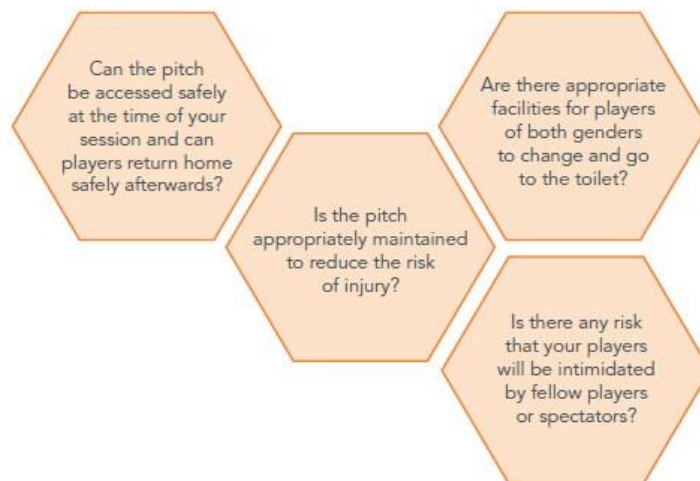 Can the pitch
be accessed safely
at the time of your
session and can
players return home
safely afterwards?
Are there appropriate
facilities for players
of both genders
to change and go
to the toilet?
Is the pitch
appropriately maintained
to reduce the risk
of injury?
Is there any risk
that your players
will be intimidated
by fellow players
or spectators?